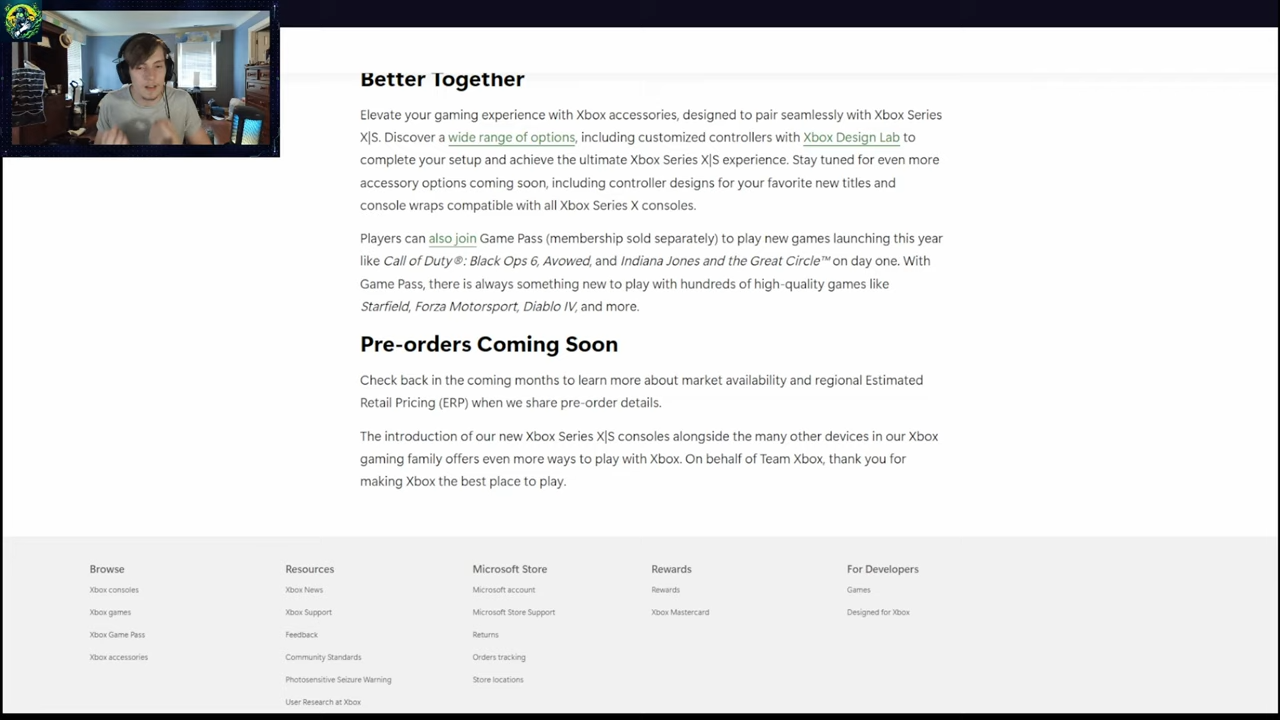 Better Together
Elevate your gaming experience with Xbox accessories, designed to pair seamlessly with Xbox Series
X|S. Discover a wide range of options, including customized controllers with Xbox Design Lab to
complete your setup and achieve the ultimate Xbox Series X|S experience. Stay tuned for even more
accessory options coming soon, including controller designs for your favorite new titles and
console wraps compatible with all Xbox Series X consoles.
Players can also join Game Pass (membership sold separately) to play new games launching this year
like Call of Duty®: Black Ops 6, Avowed, and Indiana Jones and the Great Circle™ on day one. With
Game Pass, there is always something new to play with hundreds of high-quality games like
Starfield, Forza Motorsport, Diablo IV, and more.
Pre-orders Coming Soon
Check back in the coming months to learn more about market availability and regional Estimated
Retail Pricing (ERP) when we share pre-order details.
The introduction of our new Xbox Series X|S consoles alongside the many other devices in our Xbox
gaming family offers even more ways to play with Xbox. On behalf of Team Xbox, thank you for
making Xbox the best place to play.
Browse
Xbox consoles
Xbox games
Xbox Game Pass
Xbox accessories
Resources
Xbox News
Xbox Support
Feedback
Community Standards
Photosensitive Seizure Warning
User Research at Xbox
Microsoft Store
Microsoft account
Microsoft Store Support
Returns
Orders tracking
Store locations
Rewards
Rewards
Xbox Mastercard
For Developers
Games
Designed for Xbox